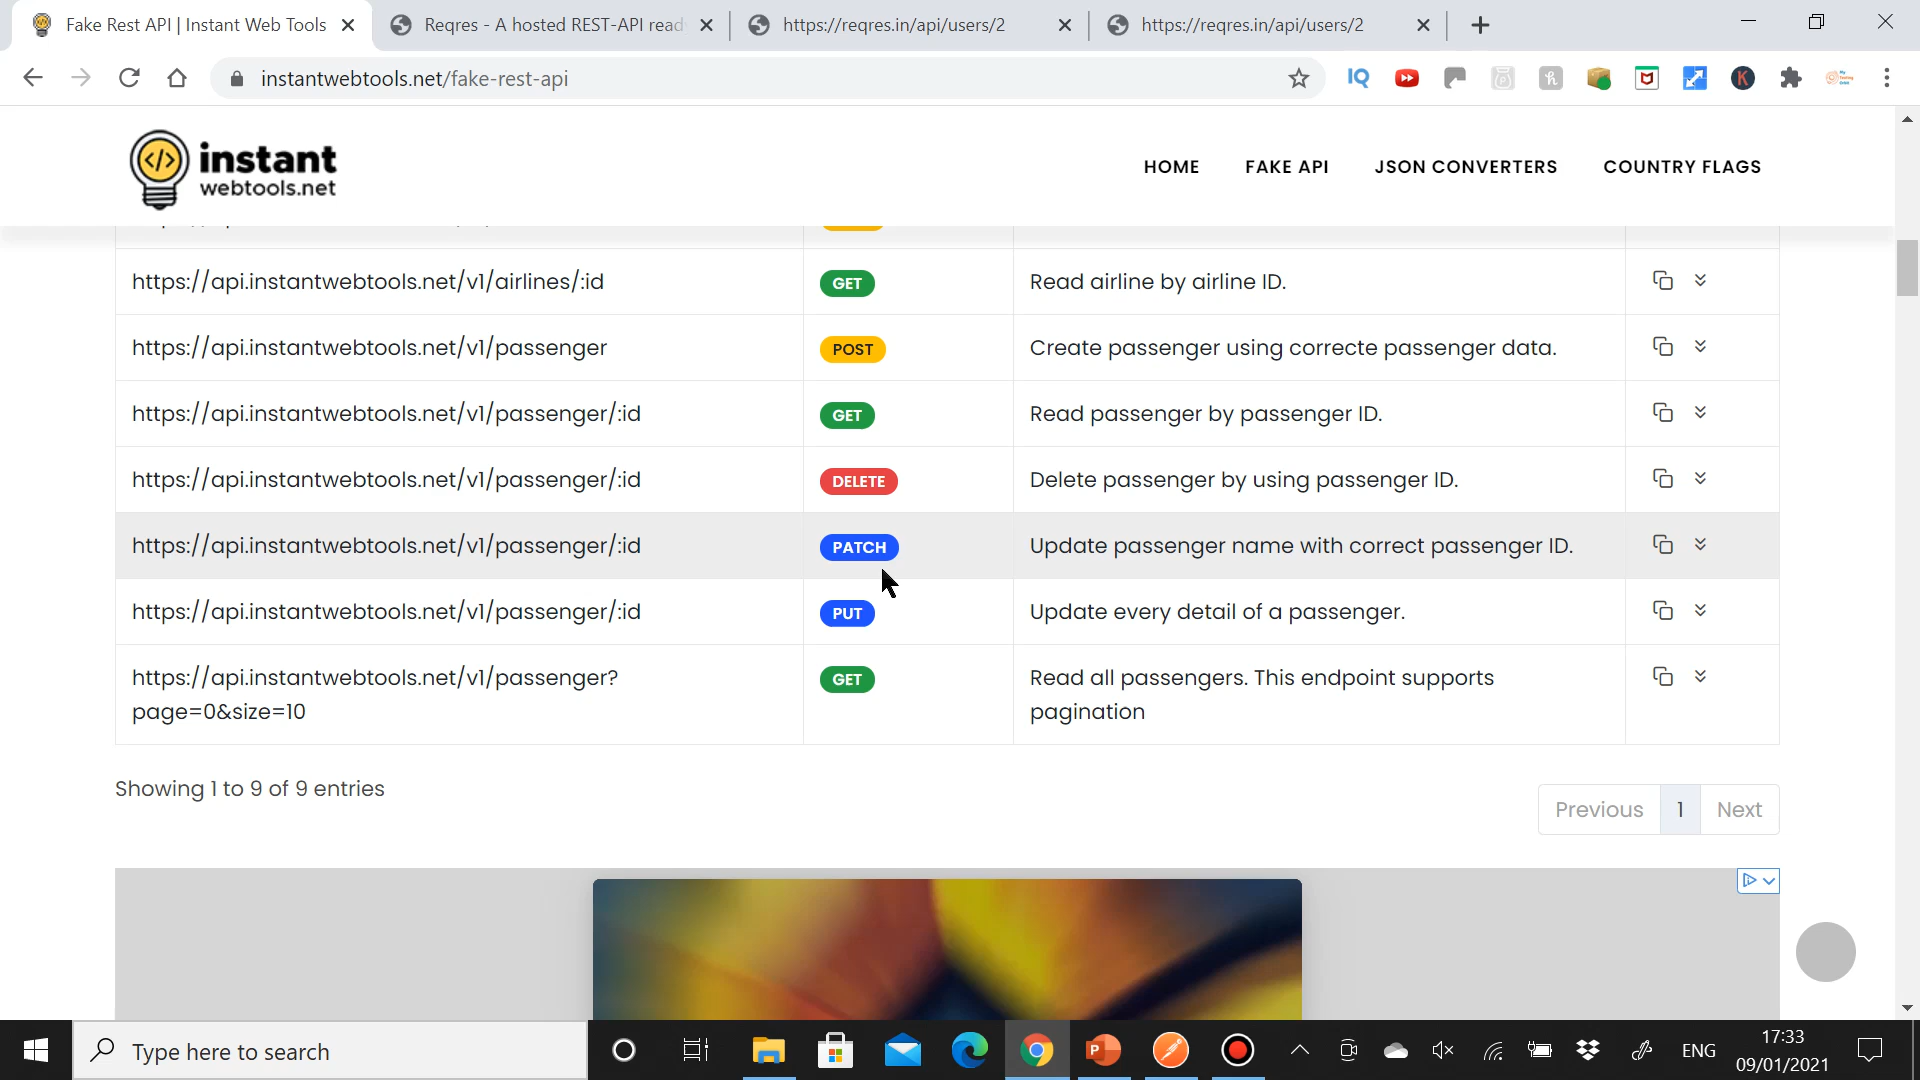 Fake Rest API | Instant Web Tools
Reqres - A hosted REST-API read
https://reqres.in/api/users/2
https://reqres.in/api/users/2
instantwebtools.net/fake-rest-api
IQ
K
instant
webtools.net
HOME
FAKE API
JSON CONVERTERS
COUNTRY FLAGS
https://api.instantwebtools.net/v1/airlines/:id
GET
Read airline by airline ID.
https://api.instantwebtools.net/v1/passenger
POST
Create passenger using correcte passenger data.
https://api.instantwebtools.net/v1/passenger/:id
GET
Read passenger by passenger ID.
https://api.instantwebtools.net/v1/passenger/:id
DELETE
Delete passenger by using passenger ID.
https://api.instantwebtools.net/v1/passenger/:id
PATCH
Update passenger name with correct passenger ID.
https://api.instantwebtools.net/v1/passenger/:id
PUT
Update every detail of a passenger.
https://api.instantwebtools.net/v1/passenger?
page=0&size=10
GET
Read all passengers. This endpoint supports
pagination
Showing 1 to 9 of 9 entries
Previous
1
Next
Type here to search
ENG
17:33
09/01/2021